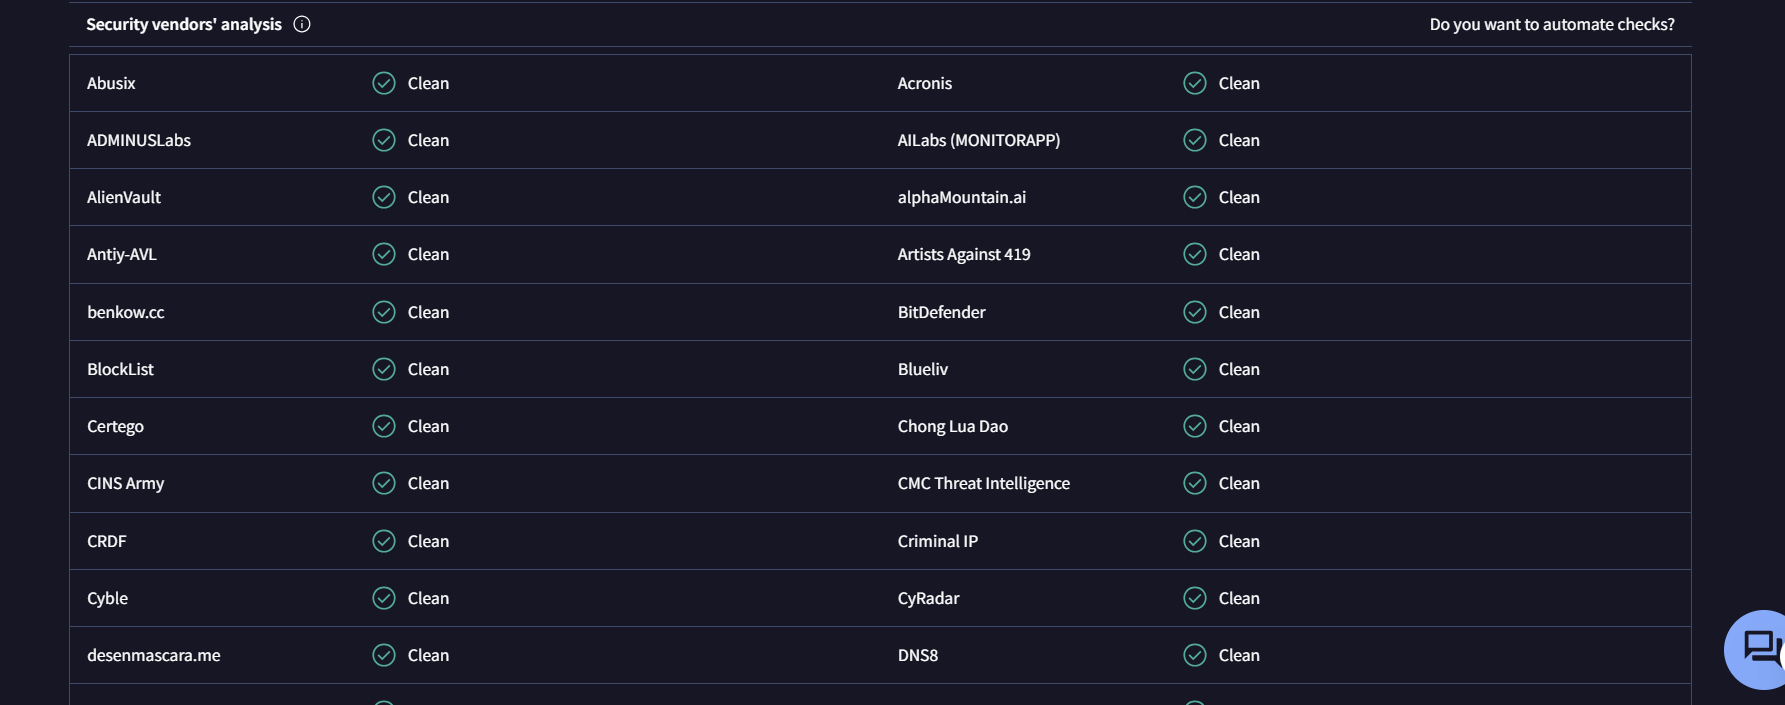 Security vendors' analysis Do you want to automate checks?
Abusix Clean Acronis Clean
ADMINUSLabs Clean AILabs (MONITORAPP) Clean
AlienVault Clean alphaMountain.ai Clean
Antiy-AVL Clean Artists Against 419 Clean
benkow.cc Clean BitDefender Clean
BlockList Clean Blueliv Clean
Certego Clean Chong Lua Dao Clean
CINS Army Clean CMC Threat Intelligence Clean
CRDF Clean Criminal IP Clean
Cyble Clean CyRadar Clean
desenmascara.me Clean DNS8 Clean